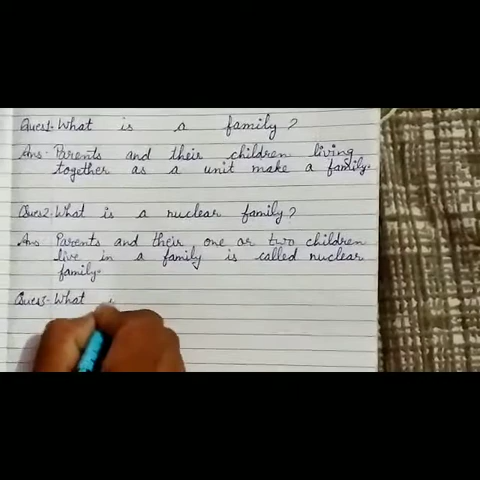 Ques1- What is a family?
Ans- Parents and their children living
together as a unit make a family.
Ques2- What is a nuclear family?
Ans Parents and their one or two children
live in a family is called nuclear
family.
Ques3- What